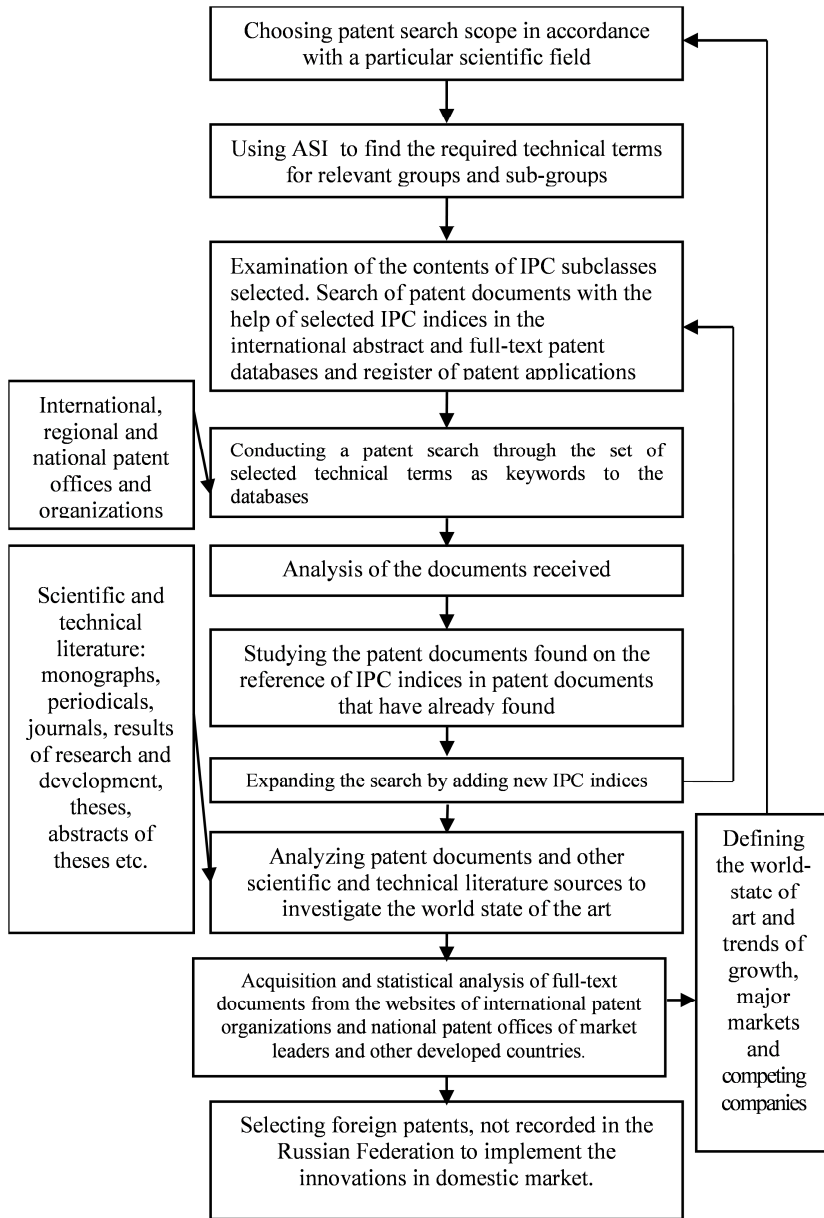 Choosing patent search scope in accordance
with a particular scientific field
Using ASI to find the required technical terms
for relevant groups and sub-groups
Examination of the contents of IPC subclasses
selected. Search of patent documents with the
help of selected IPC indices in the
international abstract and full-text patent
databases and register of patent applications
International,
regional and
national patent
offices and
organizations
Conducting a patent search through the set of
selected technical terms as keywords to the
databases
Analysis of the documents received
Scientific and
technical
literature:
monographs,
periodicals,
journals, results
of research and
development,
theses,
abstracts of
theses etc.
Studying the patent documents found on the
reference of IPC indices in patent documents
that have already found
Expanding the search by adding new IPC indices
Analyzing patent documents and other
scientific and technical literature sources to
investigate the world state of the art
Acquisition and statistical analysis of full-text
documents from the websites of international patent
organizations and national patent offices of market
leaders and other developed countries.
Defining
the world-
state of
art and
trends of
growth,
major
markets
and
competing
companies
Selecting foreign patents, not recorded in the
Russian Federation to implement the
innovations in domestic market.